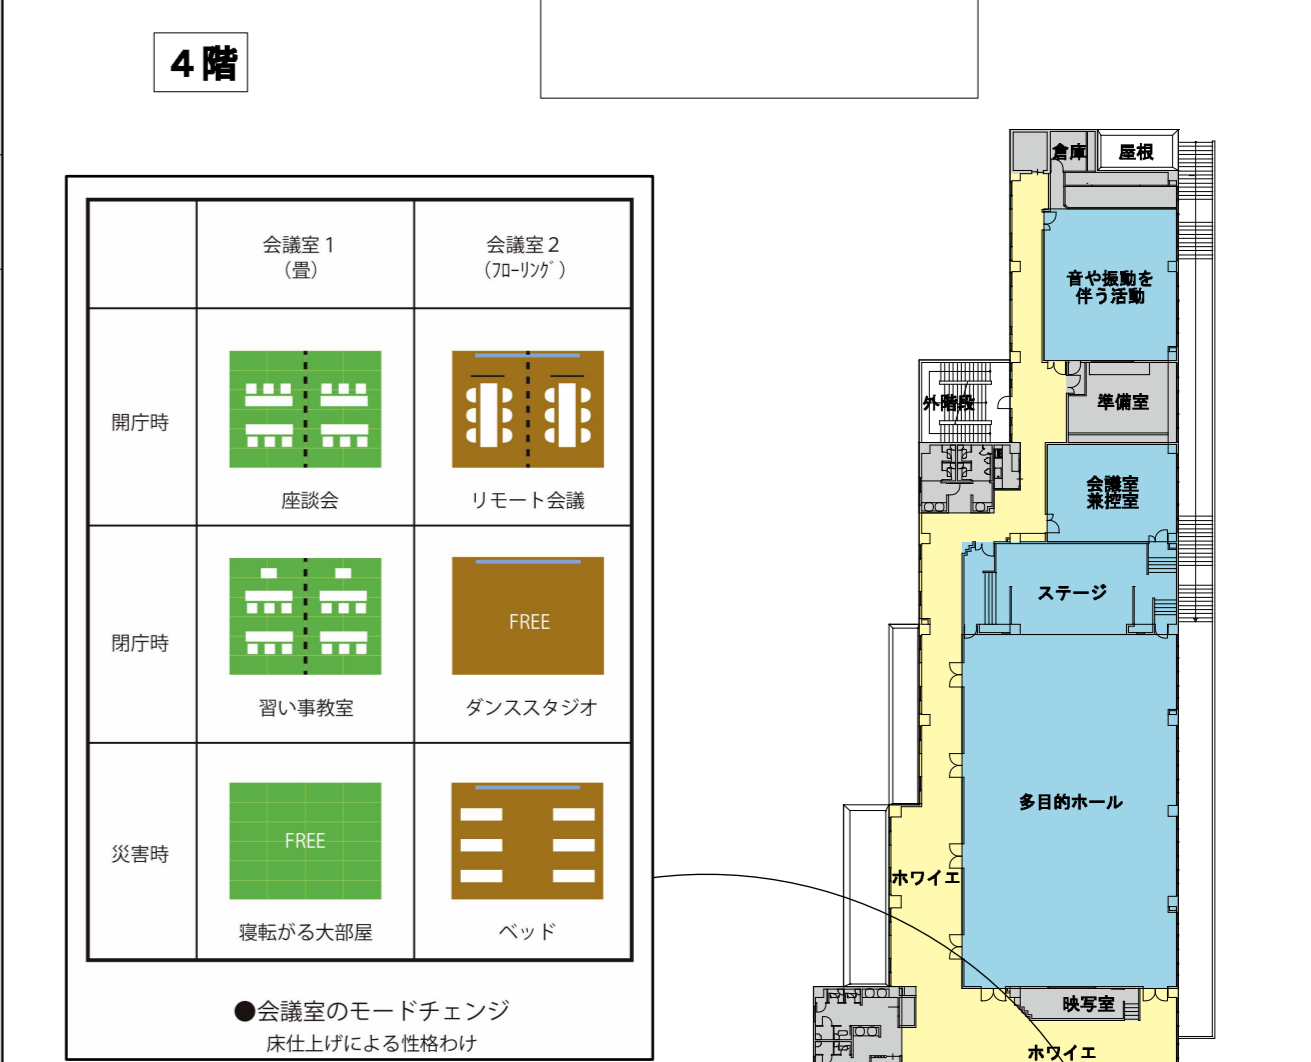 4階
会議室1
(畳)
会議室2
(ﾌﾛｰﾘﾝｸﾞ)
開庁時
座談会
リモート会議
閉庁時
習い事教室
FREE
ダンススタジオ
災害時
FREE
寝転がる大部屋
ベッド
●会議室のモードチェンジ
床仕上げによる性格わけ
倉庫
屋根
音や振動を
伴う活動
外階段
準備室
会議室
兼控室
ステージ
多目的ホール
ホワイエ
映写室
ホワイエ